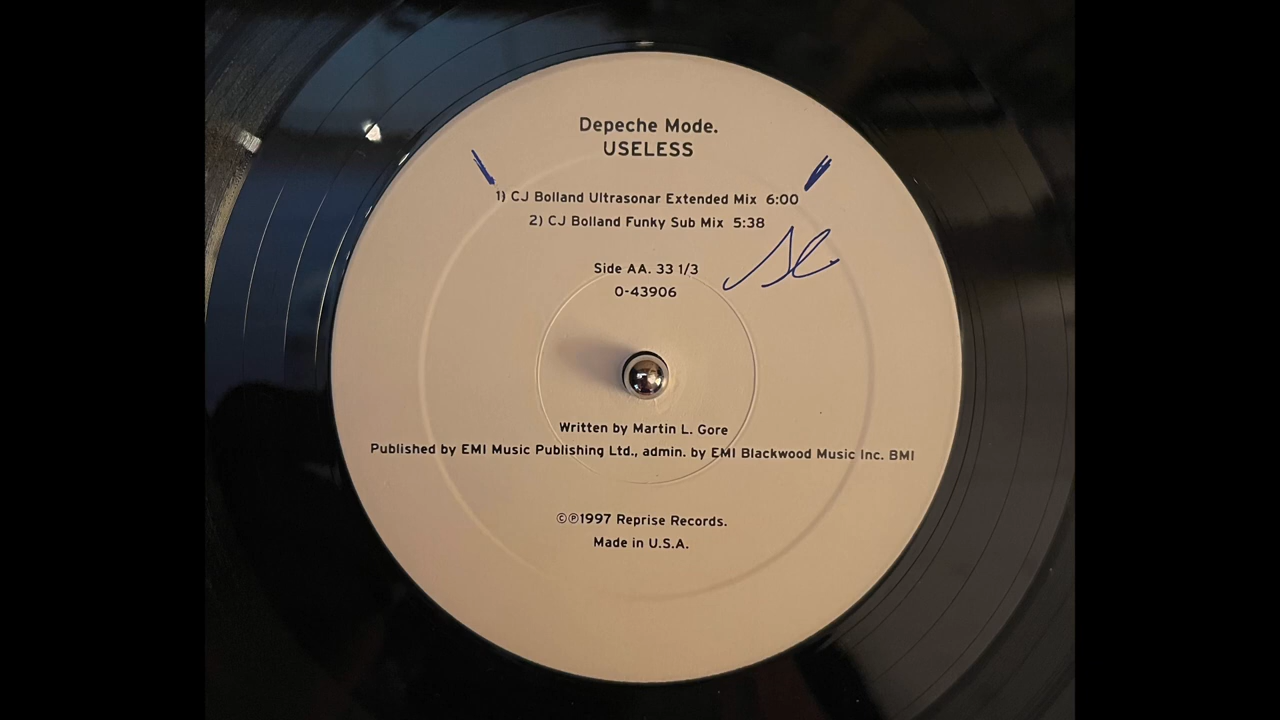 Depeche Mode.
USELESS
1) CJ Bolland Ultrasonar Extended Mix 6:00
2) CJ Bolland Funky Sub Mix 5:38
Side AA. 33 1/3
0-43906
Written by Martin L. Gore
Published by EMI Music Publishing Ltd., admin. by EMI Blackwood Music Inc. BMI
©℗1997 Reprise Records.
Made in U.S.A.